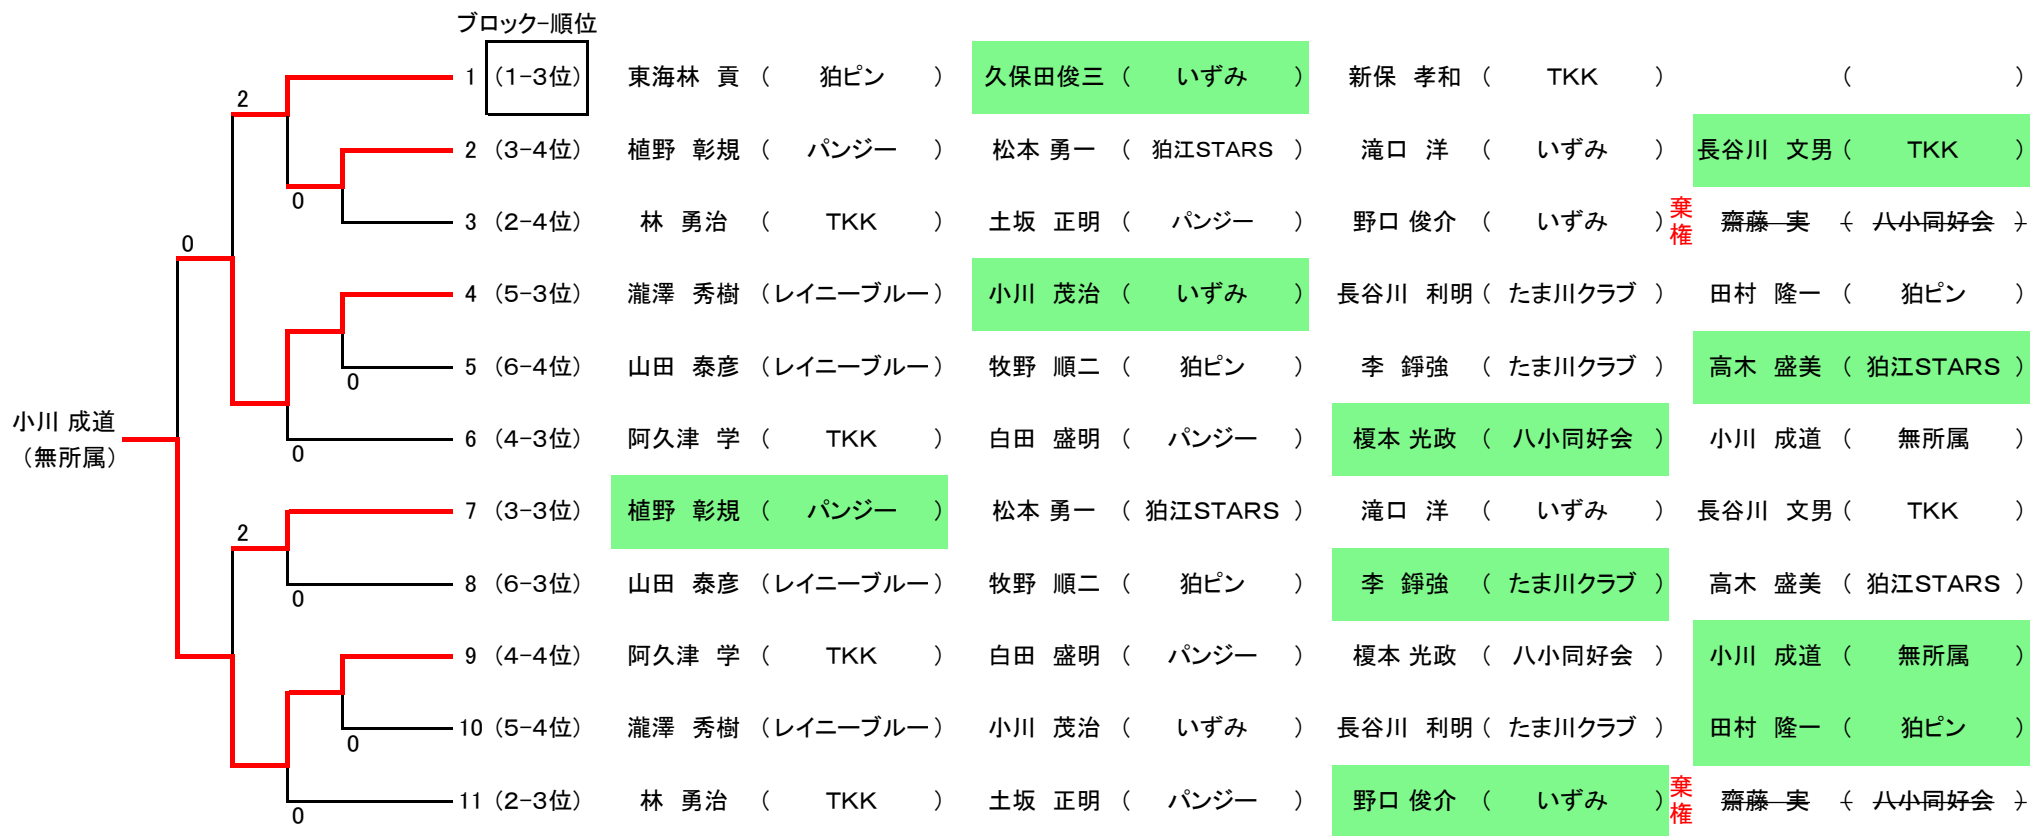 ブロック-順位
1 (1-3位) 東海林 貢 ( 狛ピン ) 久保田俊三 ( いずみ ) 新保 孝和 ( TKK ) ( )
2
2 (3-4位) 植野 彰規 ( パンジー ) 松本 勇一 ( 狛江STARS ) 滝口 洋 ( いずみ ) 長谷川 文男 ( TKK )
0
3 (2-4位) 林 勇治 ( TKK ) 土坂 正明 ( パンジー ) 野口 俊介 ( いずみ ) 棄権 齋藤 実 ( 八小同好会 )
0
4 (5-3位) 瀧澤 秀樹 (レイニーブルー) 小川 茂治 ( いずみ ) 長谷川 利明 ( たま川クラブ ) 田村 隆一 ( 狛ピン )
5 (6-4位) 山田 泰彦 (レイニーブルー) 牧野 順二 ( 狛ピン ) 李 錚強 ( たま川クラブ ) 高木 盛美 ( 狛江STARS )
0
小川 成道
(無所属)
6 (4-3位) 阿久津 学 ( TKK ) 白田 盛明 ( パンジー ) 榎本 光政 ( 八小同好会 ) 小川 成道 ( 無所属 )
0
7 (3-3位) 植野 彰規 ( パンジー ) 松本 勇一 ( 狛江STARS ) 滝口 洋 ( いずみ ) 長谷川 文男 ( TKK )
2
8 (6-3位) 山田 泰彦 (レイニーブルー) 牧野 順二 ( 狛ピン ) 李 錚強 ( たま川クラブ ) 高木 盛美 ( 狛江STARS )
0
9 (4-4位) 阿久津 学 ( TKK ) 白田 盛明 ( パンジー ) 榎本 光政 ( 八小同好会 ) 小川 成道 ( 無所属 )
10 (5-4位) 瀧澤 秀樹 (レイニーブルー) 小川 茂治 ( いずみ ) 長谷川 利明 ( たま川クラブ ) 田村 隆一 ( 狛ピン )
0
11 (2-3位) 林 勇治 ( TKK ) 土坂 正明 ( パンジー ) 野口 俊介 ( いずみ ) 棄権 齋藤 実 ( 八小同好会 )
0